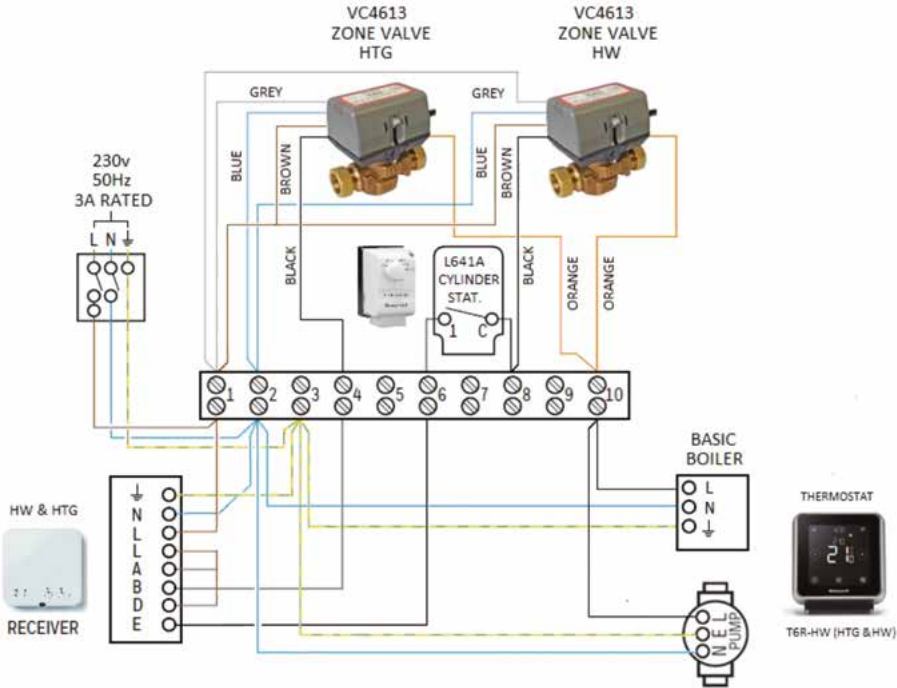 VC4613
ZONE VALVE
HTG
VC4613
ZONE VALVE
HW
GREY
GREY
BLUE
BROWN
BLUE
BROWN
230v
50Hz
3A RATED
L N
BLACK
L641A
CYLINDER
STAT.
1 C
BLACK
ORANGE
ORANGE
1 2 3 4 5 6 7 8 9 10
BASIC
BOILER
L
N
HW & HTG
RECEIVER
N
L
L
A
B
D
E
THERMOSTAT
21
T6R-HW (HTG & HW)
N E L
PUMP